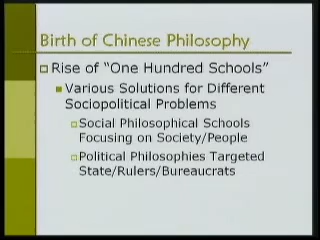 Birth of Chinese Philosophy
Rise of “One Hundred Schools”
Various Solutions for Different
Sociopolitical Problems
Social Philosophical Schools
Focusing on Society/People
Political Philosophies Targeted
State/Rulers/Bureaucrats